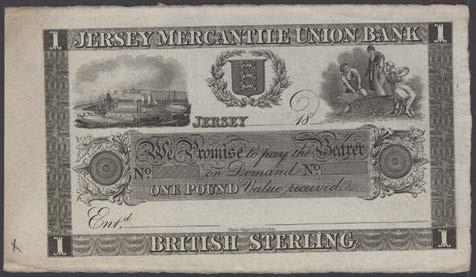 1 JERSEY MERCANTILE UNION BANK 1
JERSEY 18
We Promise to pay the Bearer
No on Demand No
ONE POUND Value received
Ent.d
1 BRITISH STERLING 1